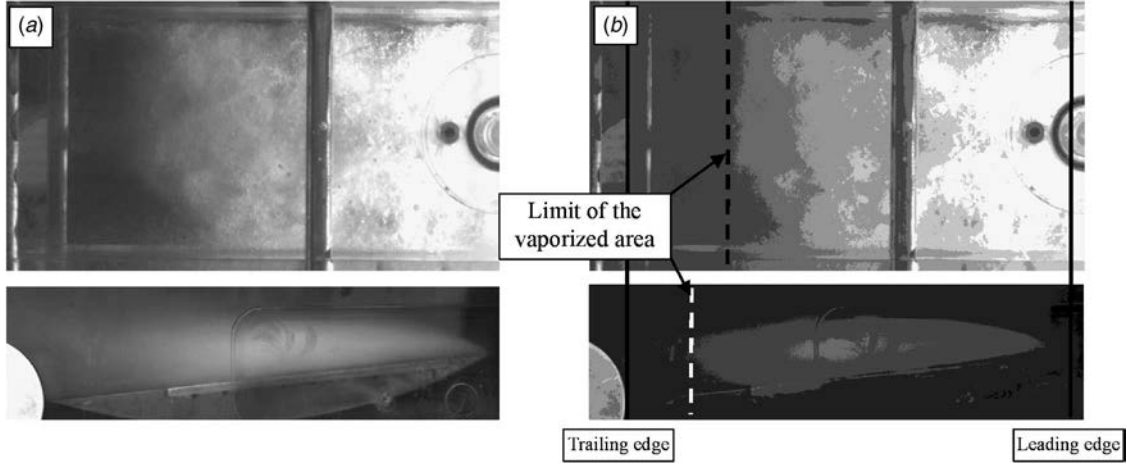 (a)
(b)
Limit of the
vaporized area
Trailing edge
Leading edge